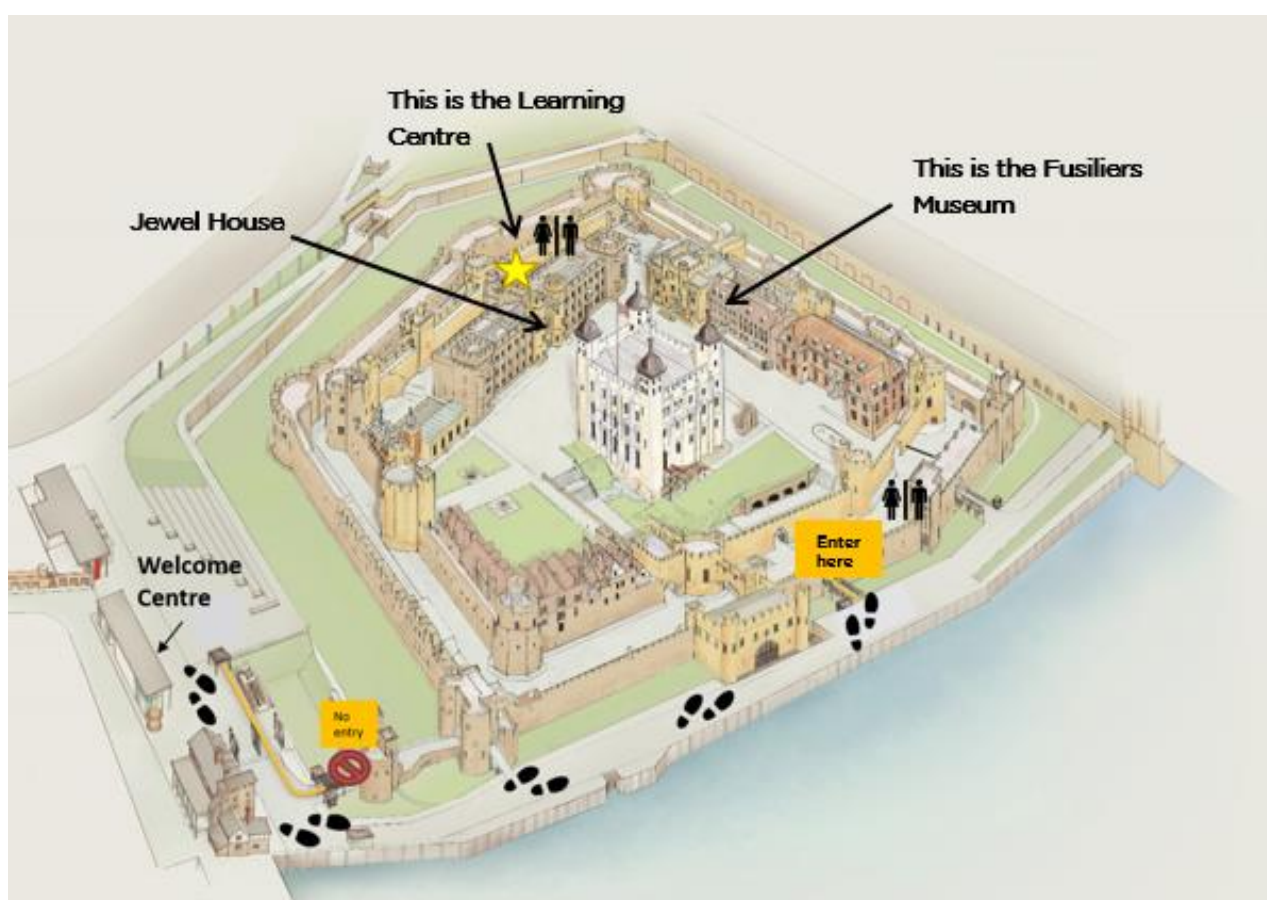 This is the Learning
Centre
This is the Fusiliers
Museum
Jewel House
Enter
here
Welcome
Centre
No
entry